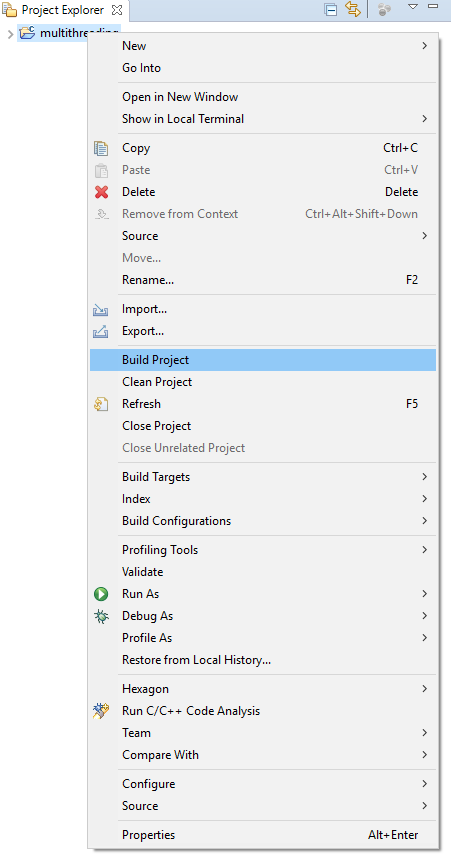 Project Explorer
multithreading
New
Go Into
Open in New Window
Show in Local Terminal
Copy Ctrl+C
Paste Ctrl+V
Delete Delete
Remove from Context Ctrl+Alt+Shift+Down
Source
Move...
Rename... F2
Import...
Export...
Build Project
Clean Project
Refresh F5
Close Project
Close Unrelated Project
Build Targets
Index
Build Configurations
Profiling Tools
Validate
Run As
Debug As
Profile As
Restore from Local History...
Hexagon
Run C/C++ Code Analysis
Team
Compare With
Configure
Source
Properties Alt+Enter